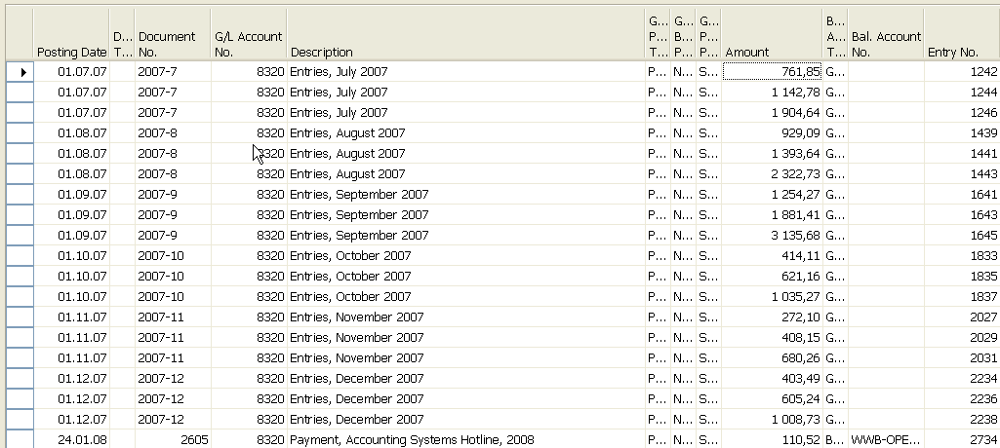 Posting Date D... T... Document No. G/L Account No. Description G... P... T... G... B... P... G... P... P... Amount B... A... T... Bal. Account No. Entry No.
01.07.07 2007-7 8320 Entries, July 2007 P... N... S... 761,85 G... 1242
01.07.07 2007-7 8320 Entries, July 2007 P... N... S... 1 142,78 G... 1244
01.07.07 2007-7 8320 Entries, July 2007 P... N... S... 1 904,64 G... 1246
01.08.07 2007-8 8320 Entries, August 2007 P... N... S... 929,09 G... 1439
01.08.07 2007-8 8320 Entries, August 2007 P... N... S... 1 393,64 G... 1441
01.08.07 2007-8 8320 Entries, August 2007 P... N... S... 2 322,73 G... 1443
01.09.07 2007-9 8320 Entries, September 2007 P... N... S... 1 254,27 G... 1641
01.09.07 2007-9 8320 Entries, September 2007 P... N... S... 1 881,41 G... 1643
01.09.07 2007-9 8320 Entries, September 2007 P... N... S... 3 135,68 G... 1645
01.10.07 2007-10 8320 Entries, October 2007 P... N... S... 414,11 G... 1833
01.10.07 2007-10 8320 Entries, October 2007 P... N... S... 621,16 G... 1835
01.10.07 2007-10 8320 Entries, October 2007 P... N... S... 1 035,27 G... 1837
01.11.07 2007-11 8320 Entries, November 2007 P... N... S... 272,10 G... 2027
01.11.07 2007-11 8320 Entries, November 2007 P... N... S... 408,15 G... 2029
01.11.07 2007-11 8320 Entries, November 2007 P... N... S... 680,26 G... 2031
01.12.07 2007-12 8320 Entries, December 2007 P... N... S... 403,49 G... 2234
01.12.07 2007-12 8320 Entries, December 2007 P... N... S... 605,24 G... 2236
01.12.07 2007-12 8320 Entries, December 2007 P... N... S... 1 008,73 G... 2238
24.01.08 2605 8320 Payment, Accounting Systems Hotline, 2008 P... N... S... 110,52 B... WWB-OPE... 2734